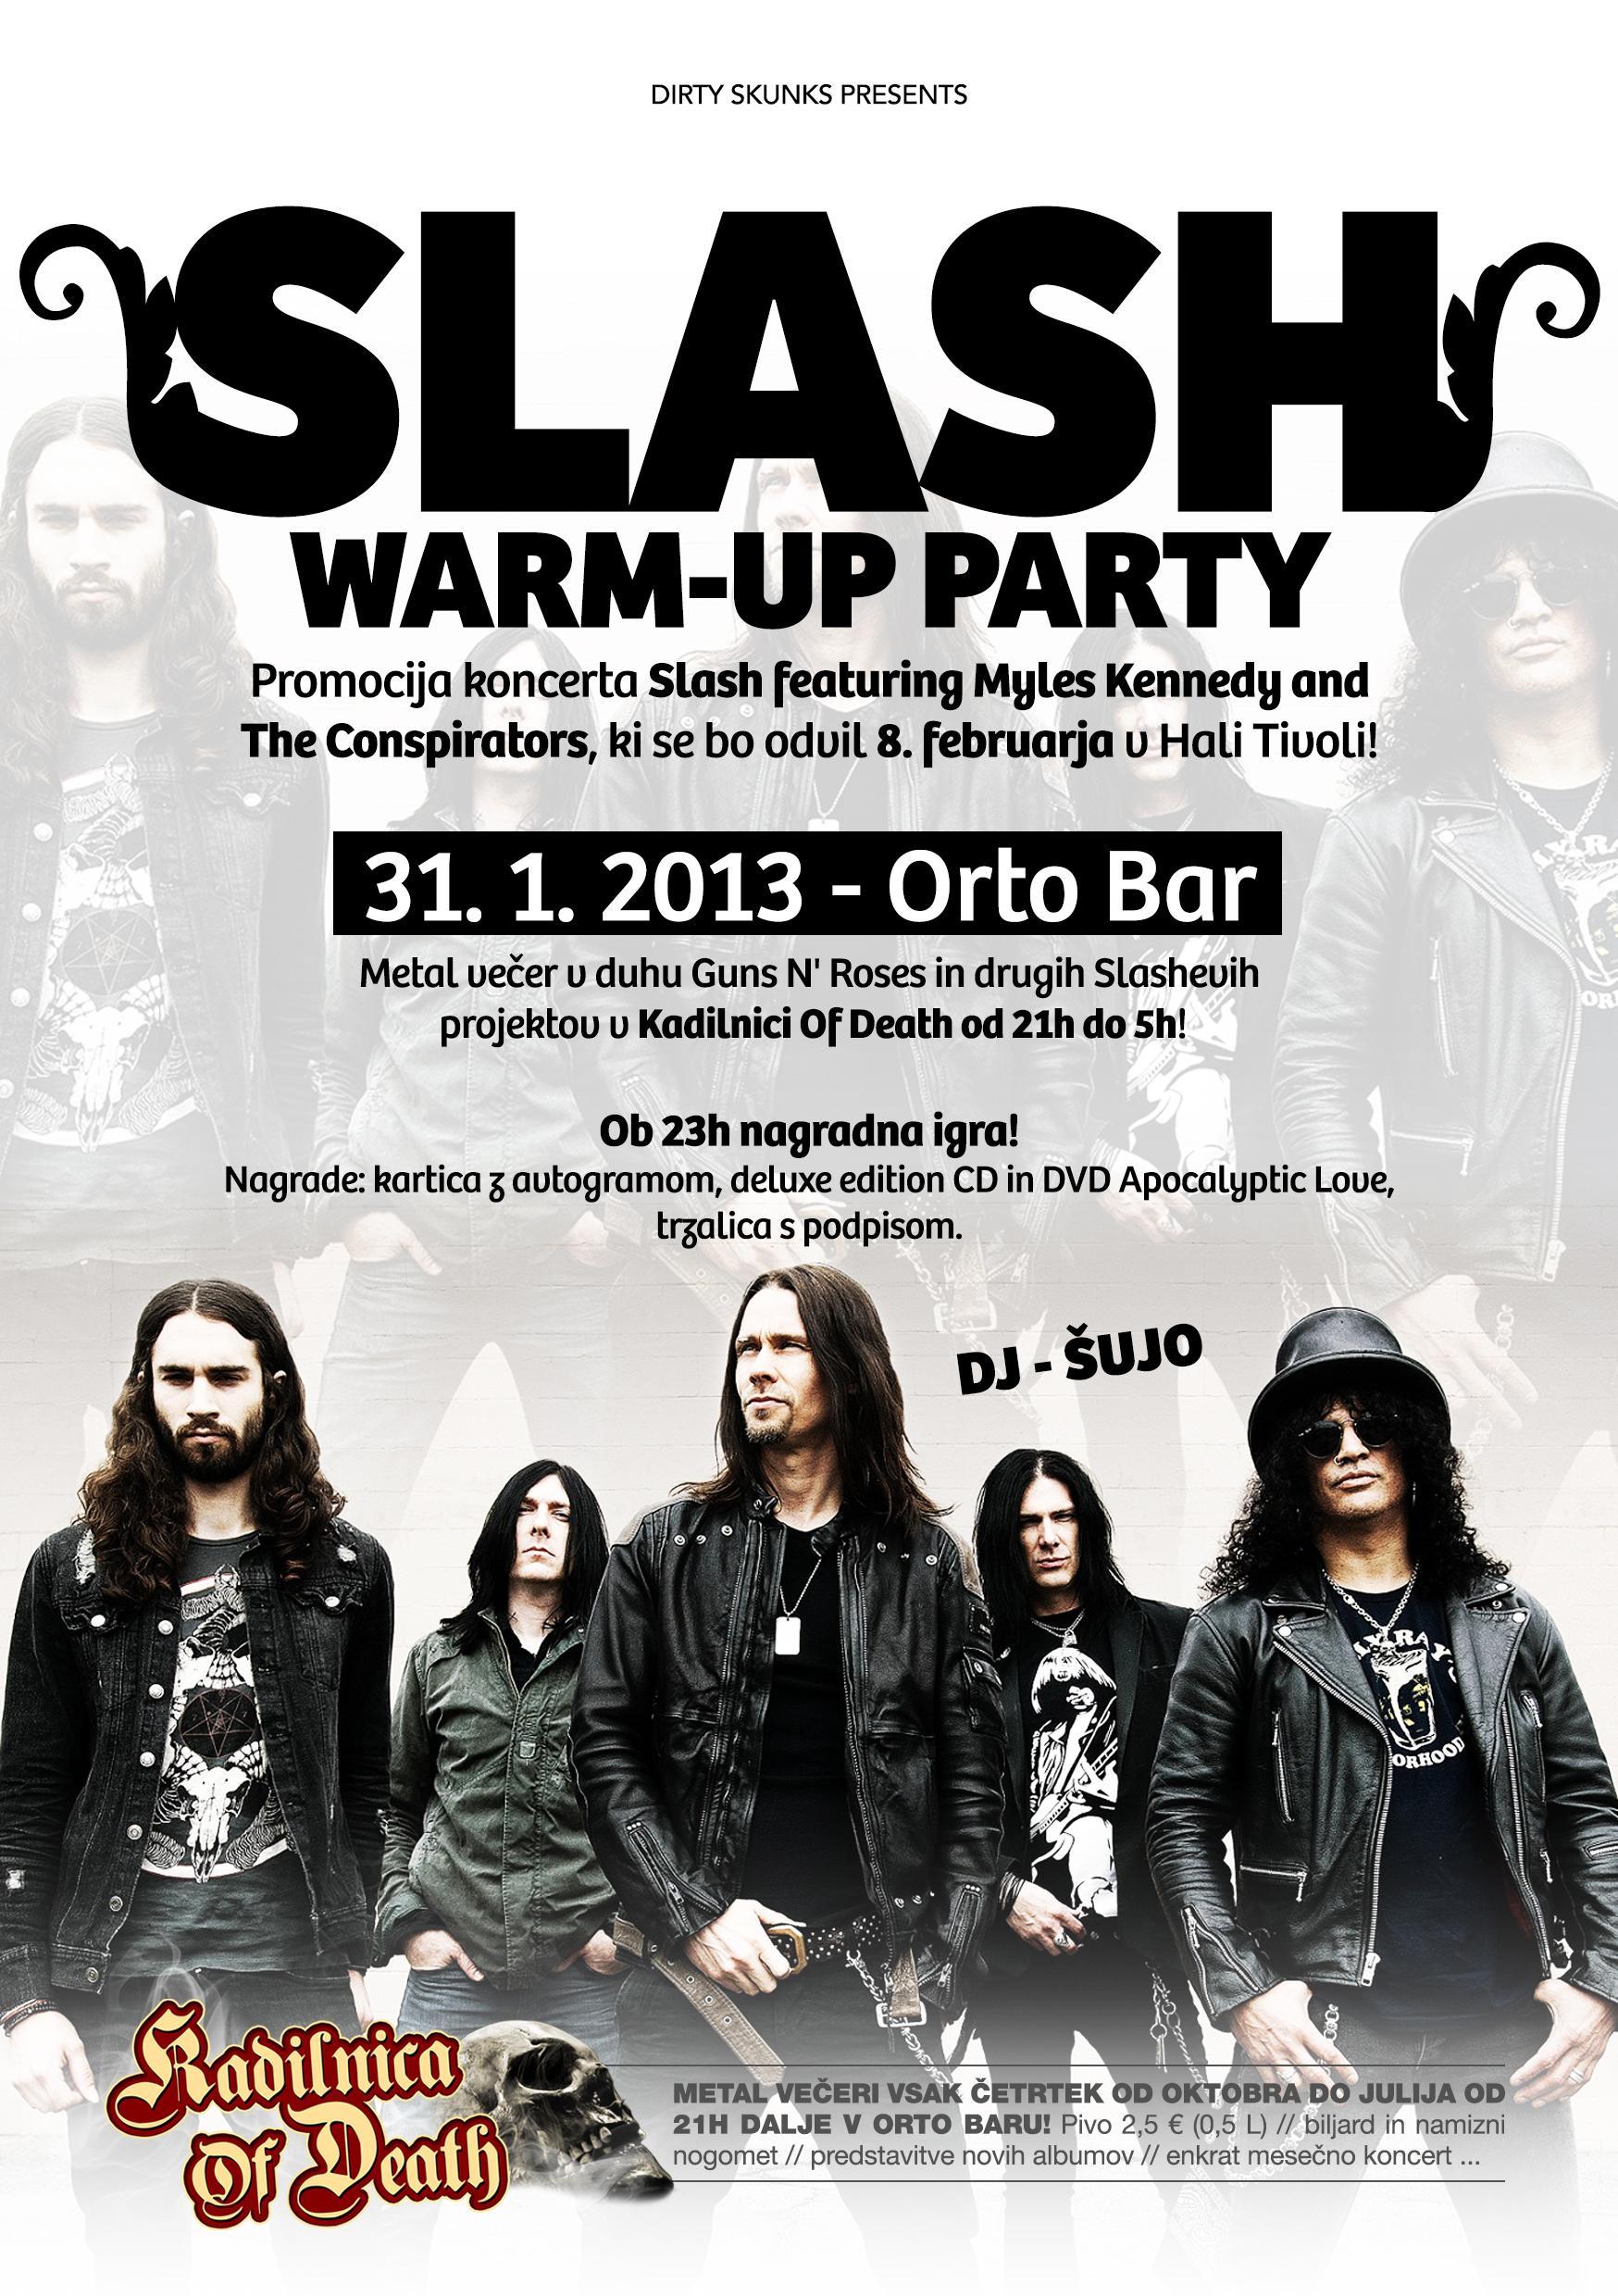 DIRTY SKUNKS PRESENTS
SLASH
WARM-UP PARTY
Promocija koncerta Slash featuring Myles Kennedy and
The Conspirators, ki se bo odvil 8. februarja v Hali Tivoli!
31. 1. 2013 - Orto Bar
Metal večer v duhu Guns N' Roses in drugih Slashevih
projektov v Kadilnici Of Death od 21h do 5h!
Ob 23h nagradna igra!
Nagrade: kartica z avtogramom, deluxe edition CD in DVD Apocalyptic Love,
trzalica s podpisom.
DJ - ŠUJO
Kadilnica
Of Death
METAL VEČERI VSAK ČETRTEK OD OKTOBRA DO JULIJA OD
21H DALJE V ORTO BARU! Pivo 2,5 € (0,5 L) // biljard in namizni
nogomet // predstavitve novih albumov // enkrat mesečno koncert ...